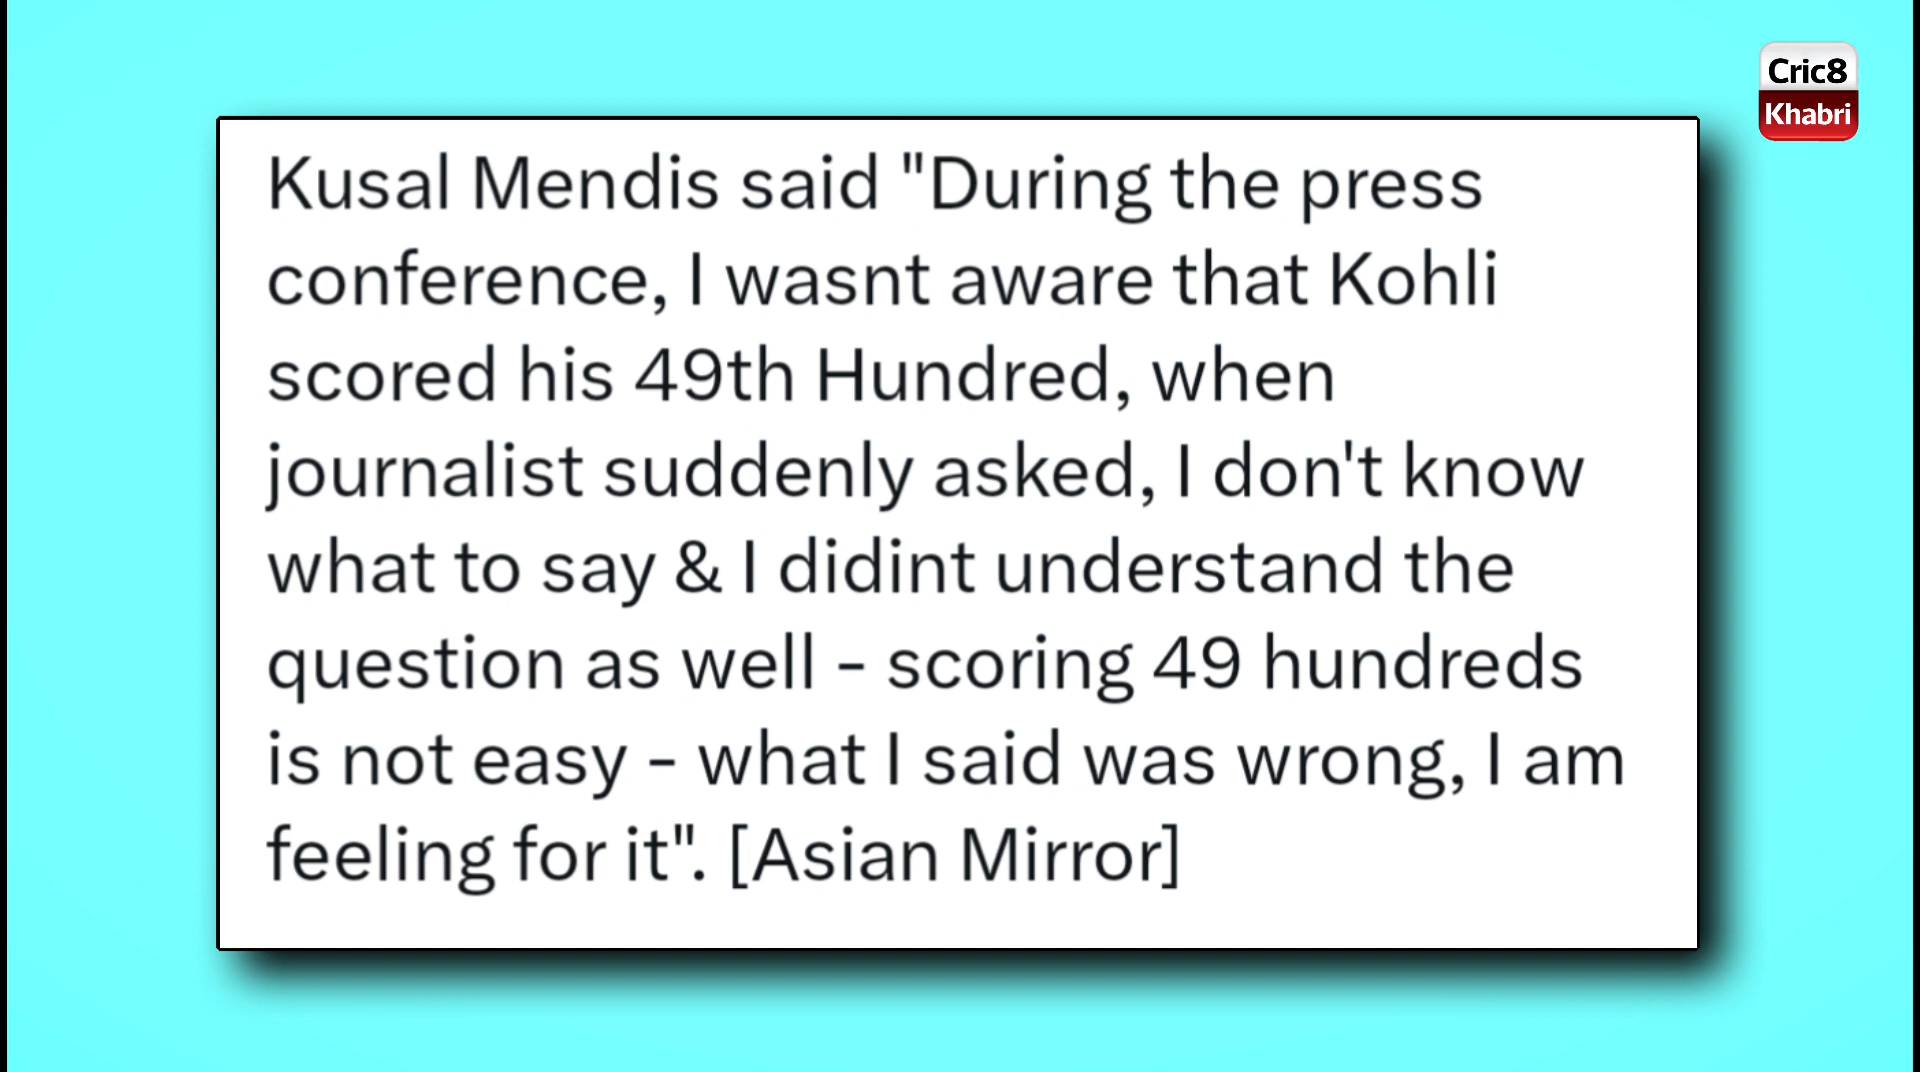 Cric8
Khabri
Kusal Mendis said "During the press
conference, I wasnt aware that Kohli
scored his 49th Hundred, when
journalist suddenly asked, I don't know
what to say & I didint understand the
question as well - scoring 49 hundreds
is not easy - what I said was wrong, I am
feeling for it". [Asian Mirror]